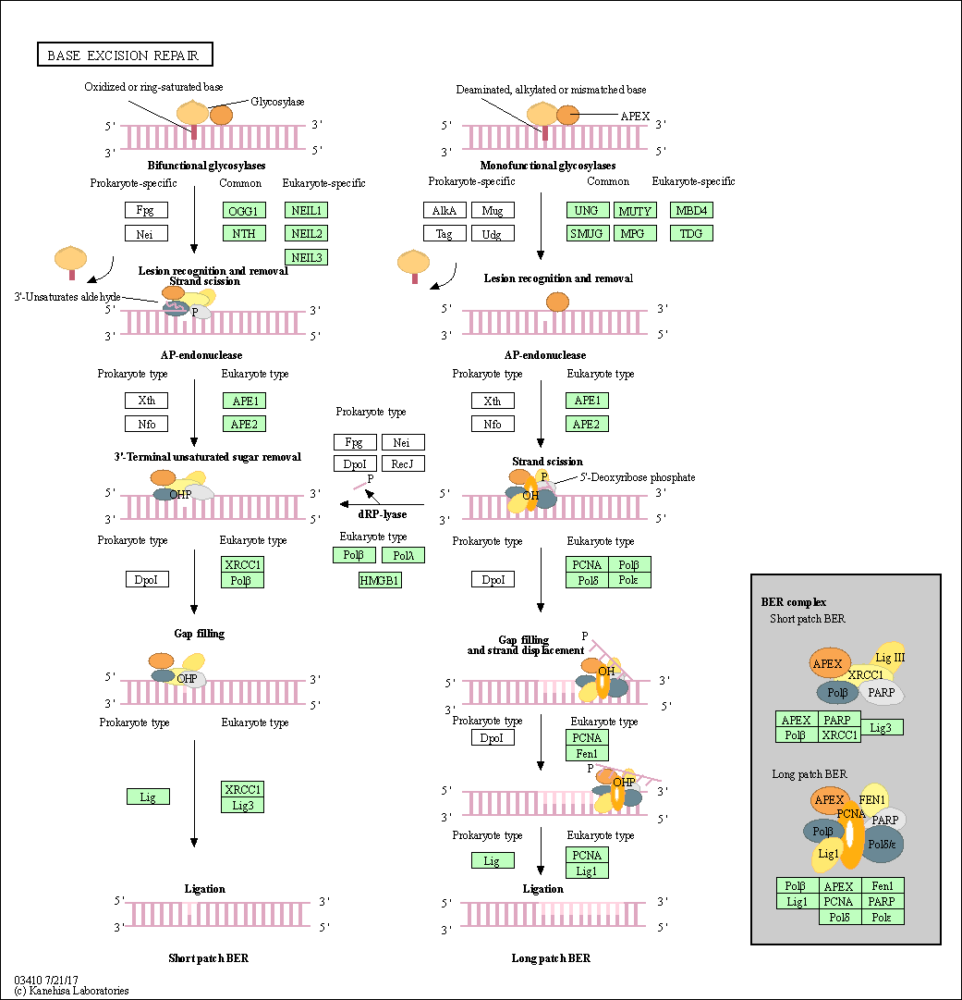 BASE EXCISION REPAIR
Oxidized or ring-saturated base
Glycosylase
5'
3'
3'
5'
Bifunctional glycosylases
Prokaryote-specific
Common
Eukaryote-specific
Fpg
OGG1
NEIL1
Nei
NTH
NEIL2
NEIL3
Lesion recognition and removal
Strand scission
3'-Unsaturates aldehyde
P
5'
3'
3'
5'
AP-endonuclease
Prokaryote type
Eukaryote type
Xth
APE1
Nfo
APE2
3'-Terminal unsaturated sugar removal
OHP
5'
3'
3'
5'
Prokaryote type
Eukaryote type
XRCC1
DpoI
Polβ
Gap filling
OHP
5'
3'
3'
5'
Prokaryote type
Eukaryote type
XRCC1
Lig
Lig3
Ligation
5'
3'
3'
5'
Short patch BER
Prokaryote type
Fpg
Nei
DpoI
RecJ
P
dRP-lyase
Eukaryote type
Polβ
Polλ
HMGB1
Deaminated, alkylated or mismatched base
APEX
5'
3'
3'
5'
Monofunctional glycosylases
Prokaryote-specific
Common
Eukaryote-specific
AlkA
Mug
UNG
MUTY
MBD4
Tag
Udg
SMUG
MPG
TDG
Lesion recognition and removal
5'
3'
3'
5'
AP-endonuclease
Prokaryote type
Eukaryote type
Xth
APE1
Nfo
APE2
Strand scission
P
5'-Deoxyribose phosphate
OH
5'
3'
3'
5'
Prokaryote type
Eukaryote type
PCNA
Polβ
DpoI
Polδ
Polε
Gap filling
and strand displacement
P
OH
5'
3'
3'
5'
Prokaryote type
Eukaryote type
DpoI
PCNA
Fen1
P
OHP
5'
3'
3'
5'
Prokaryote type
Eukaryote type
PCNA
Lig
Lig1
Ligation
5'
3'
3'
5'
Long patch BER
BER complex
Short patch BER
APEX
Lig III
XRCC1
Polβ
PARP
APEX
PARP
Lig3
Polβ
XRCC1
Long patch BER
APEX
FEN1
PCNA
PARP
Polβ
Polδ/ε
Lig1
Polβ
APEX
Fen1
Lig1
PCNA
PARP
Polδ
Polε
03410 7/21/17
(c) Kanehisa Laboratories